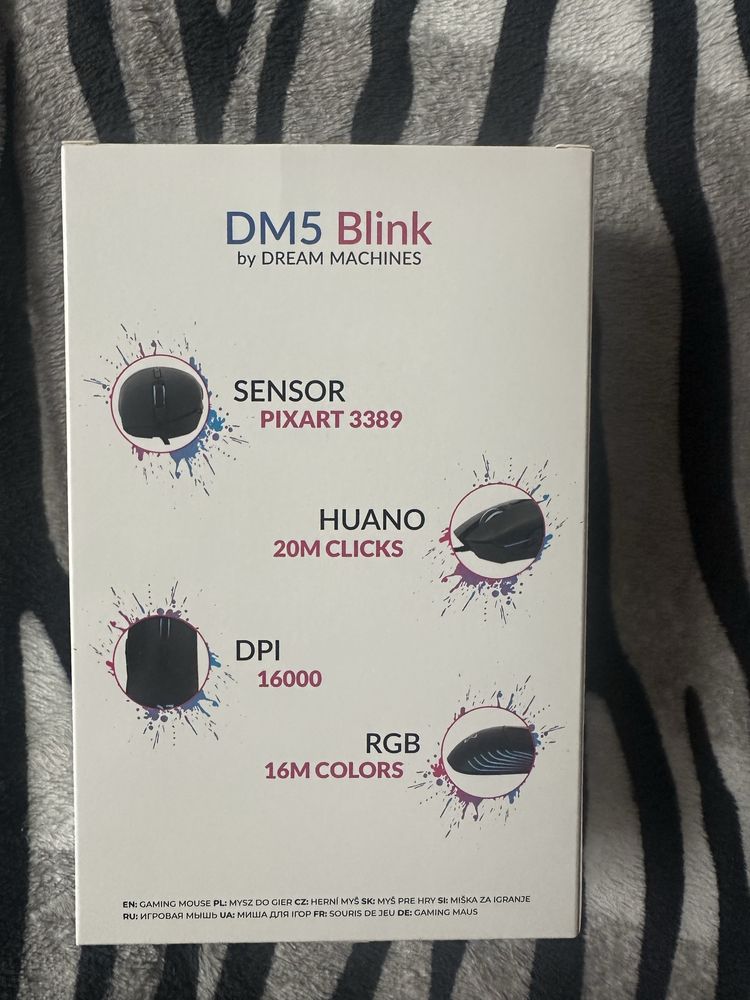 DM5 Blink
by DREAM MACHINES
SENSOR
PIXART 3389
HUANO
20M CLICKS
DPI
16000
RGB
16M COLORS
EN: GAMING MOUSE PL: MYSZ DO GIER CZ: HERNÍ MYŠ SK: MYŠ PRE HRY SI: MIŠKA ZA IGRANJE
RU: ИГРОВАЯ МЫШЬ UA: МИША ДЛЯ ІГОР FR: SOURIS DE JEU DE: GAMING MAUS